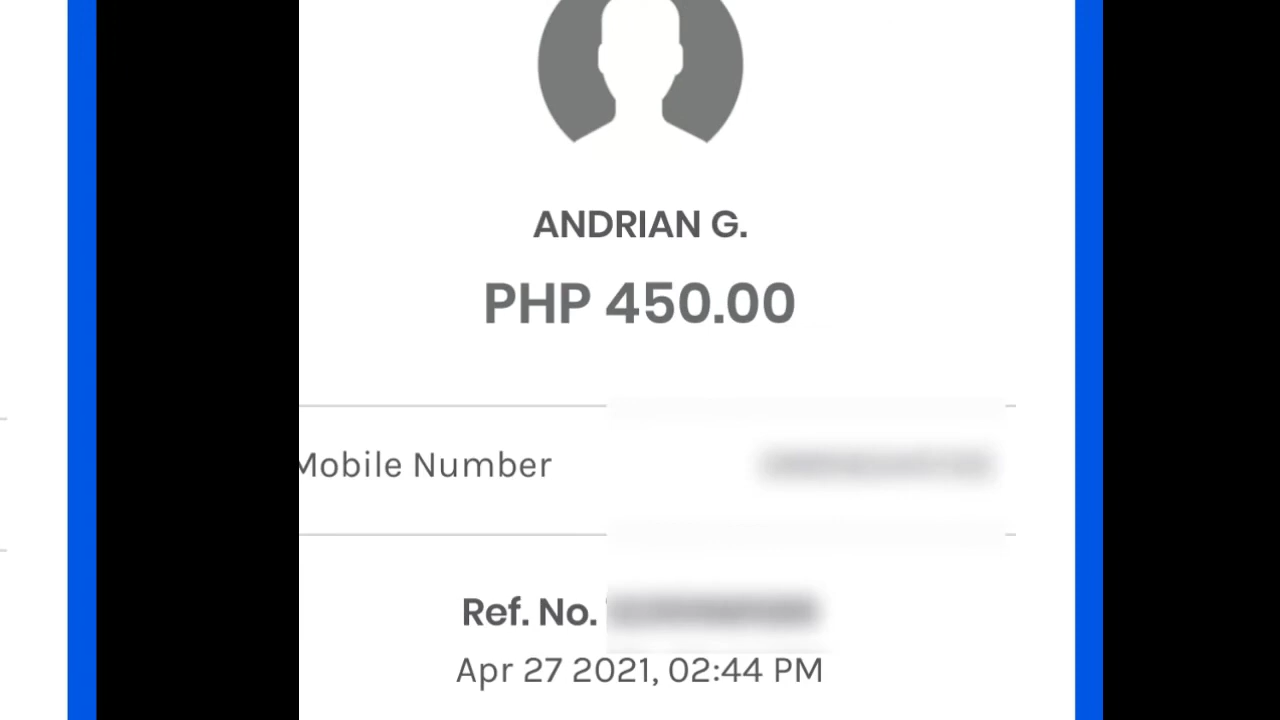 ANDRIAN G.
PHP 450.00
Mobile Number
Ref. No.
Apr 27 2021, 02:44 PM